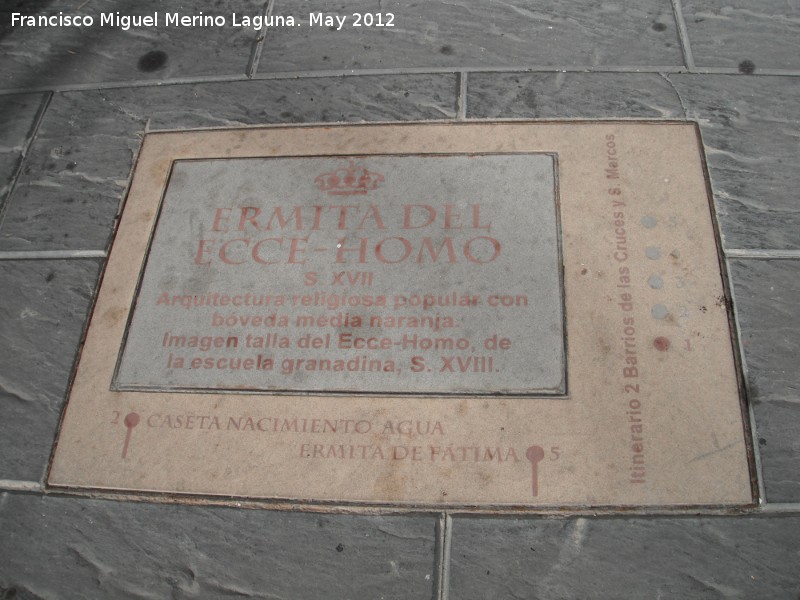 Francisco Miguel Merino Laguna. May 2012
ERMITA DEL
ECCE-HOMO
S. XVII
Arquitectura religiosa popular con
bóveda media naranja.
Imagen talla del Ecce-Homo, de
la escuela granadina, S. XVIII.
2 CASETA NACIMIENTO AGUA
ERMITA DE FÁTIMA 5
Itinerario 2 Barrios de las Cruces y S. Marcos
1